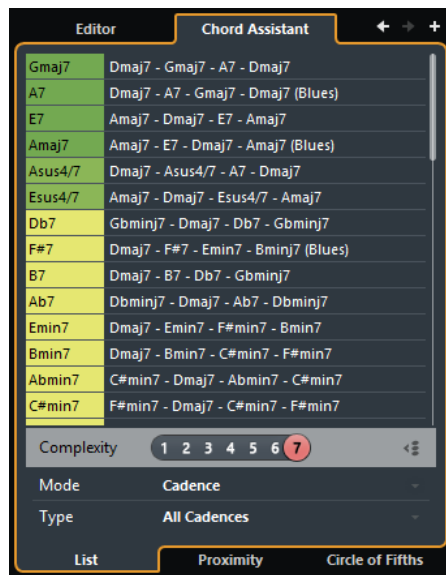 Editor Chord Assistant
Gmaj7 Dmaj7 - Gmaj7 - A7 - Dmaj7
A7 Dmaj7 - A7 - Gmaj7 - Dmaj7 (Blues)
E7 Amaj7 - Dmaj7 - E7 - Amaj7
Amaj7 Amaj7 - E7 - Dmaj7 - Amaj7 (Blues)
Asus4/7 Dmaj7 - Asus4/7 - A7 - Dmaj7
Esus4/7 Amaj7 - Dmaj7 - Esus4/7 - Amaj7
Db7 Gbminj7 - Dmaj7 - Db7 - Gbminj7
F#7 Dmaj7 - F#7 - Emin7 - Bminj7 (Blues)
B7 Dmaj7 - B7 - Db7 - Gbminj7
Ab7 Dbminj7 - Dmaj7 - Ab7 - Dbminj7
Emin7 Dmaj7 - Emin7 - F#min7 - Bmin7
Bmin7 Dmaj7 - Bmin7 - C#min7 - F#min7
Abmin7 C#min7 - Dmaj7 - Abmin7 - C#min7
C#min7 F#min7 - Dmaj7 - C#min7 - F#min7
Complexity 1 2 3 4 5 6 7
Mode Cadence
Type All Cadences
List Proximity Circle of Fifths